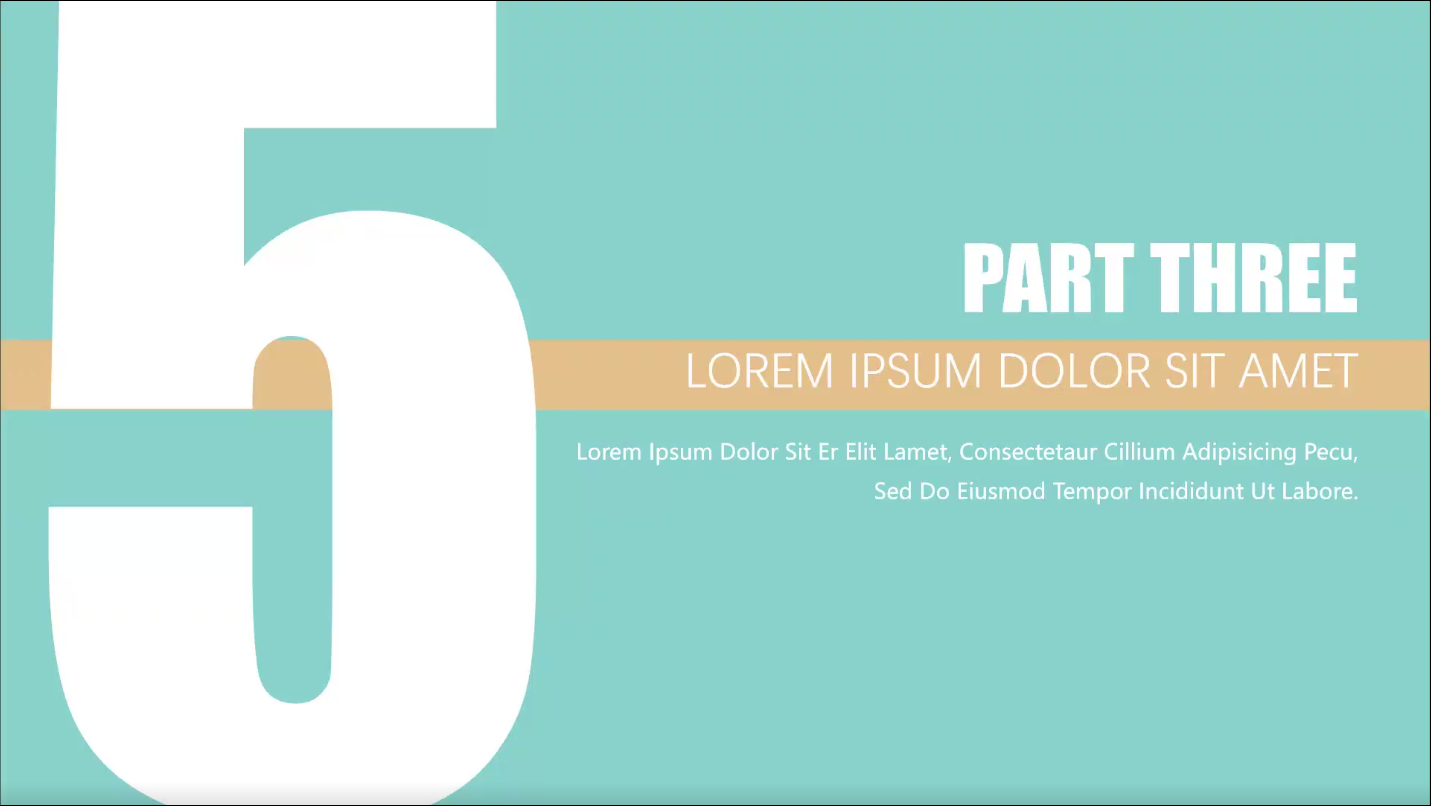 5
PART THREE
LOREM IPSUM DOLOR SIT AMET
Lorem Ipsum Dolor Sit Er Elit Lamet, Consectetaur Cillium Adipisicing Pecu,
Sed Do Eiusmod Tempor Incididunt Ut Labore.